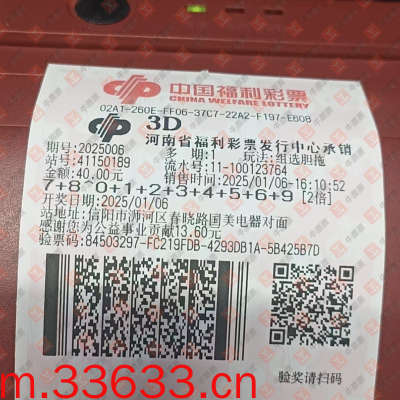 中国福利彩票
CHINA WELFARE LOTTERY
02A1-260E-FF06-37C7-22A2-F197-E60B
3D
河南省福利彩票发行中心承销
期号:2025006 多期:1 玩法:组选胆拖
站号:41150189 流水号:11-100123764
金额:40.00元 销售时间:2025/01/06-16:10:52
7+8^0+1+2+3+4+5+6+9 [2倍]
开奖日期:2025/01/06
站地址:信阳市浉河区春晓路国美电器对面
感谢您为公益事业贡献13.60元
验票码:84503297-FC219FDB-4293DB1A-5B425B7D
验奖请扫码
m.33633.cn